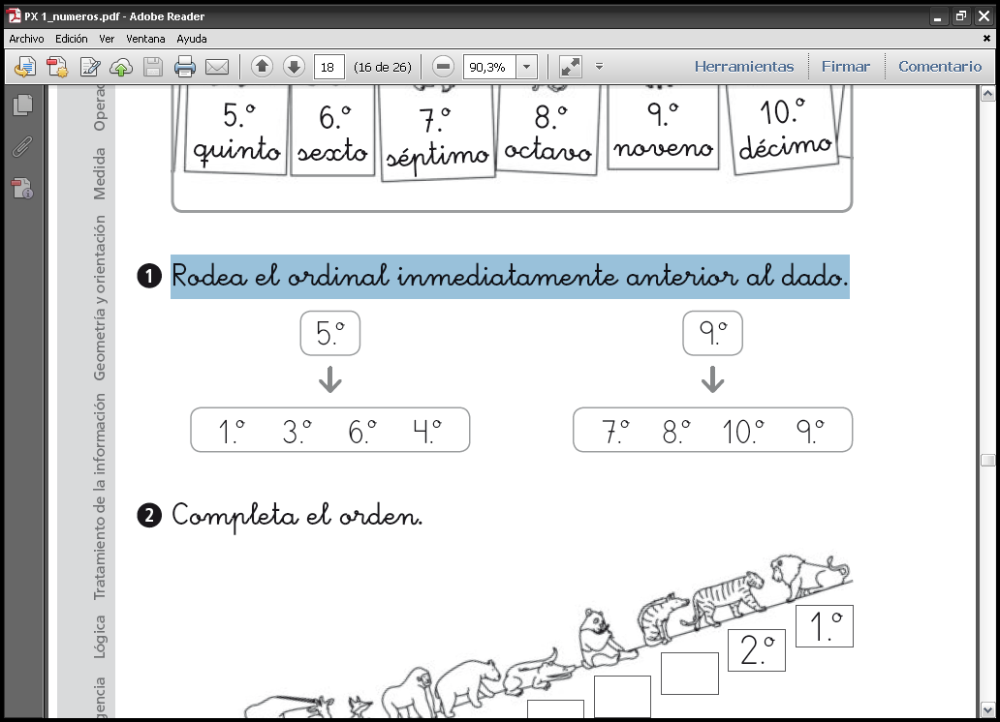 PX 1_numeros.pdf - Adobe Reader
Archivo Edición Ver Ventana Ayuda
18 (16 de 26) 90,3% Herramientas Firmar Comentario
5.º 6.º 7.º 8.º 9.º 10.º
quinto sexto séptimo octavo noveno décimo
1 Rodea el ordinal inmediatamente anterior al dado.
5.º 9.º
1.º 3.º 6.º 4.º 7.º 8.º 10.º 9.º
2 Completa el orden.
1.º
2.º
Operac
Medida
Geometría y orientación
Tratamiento de la información
Lógica
gencia